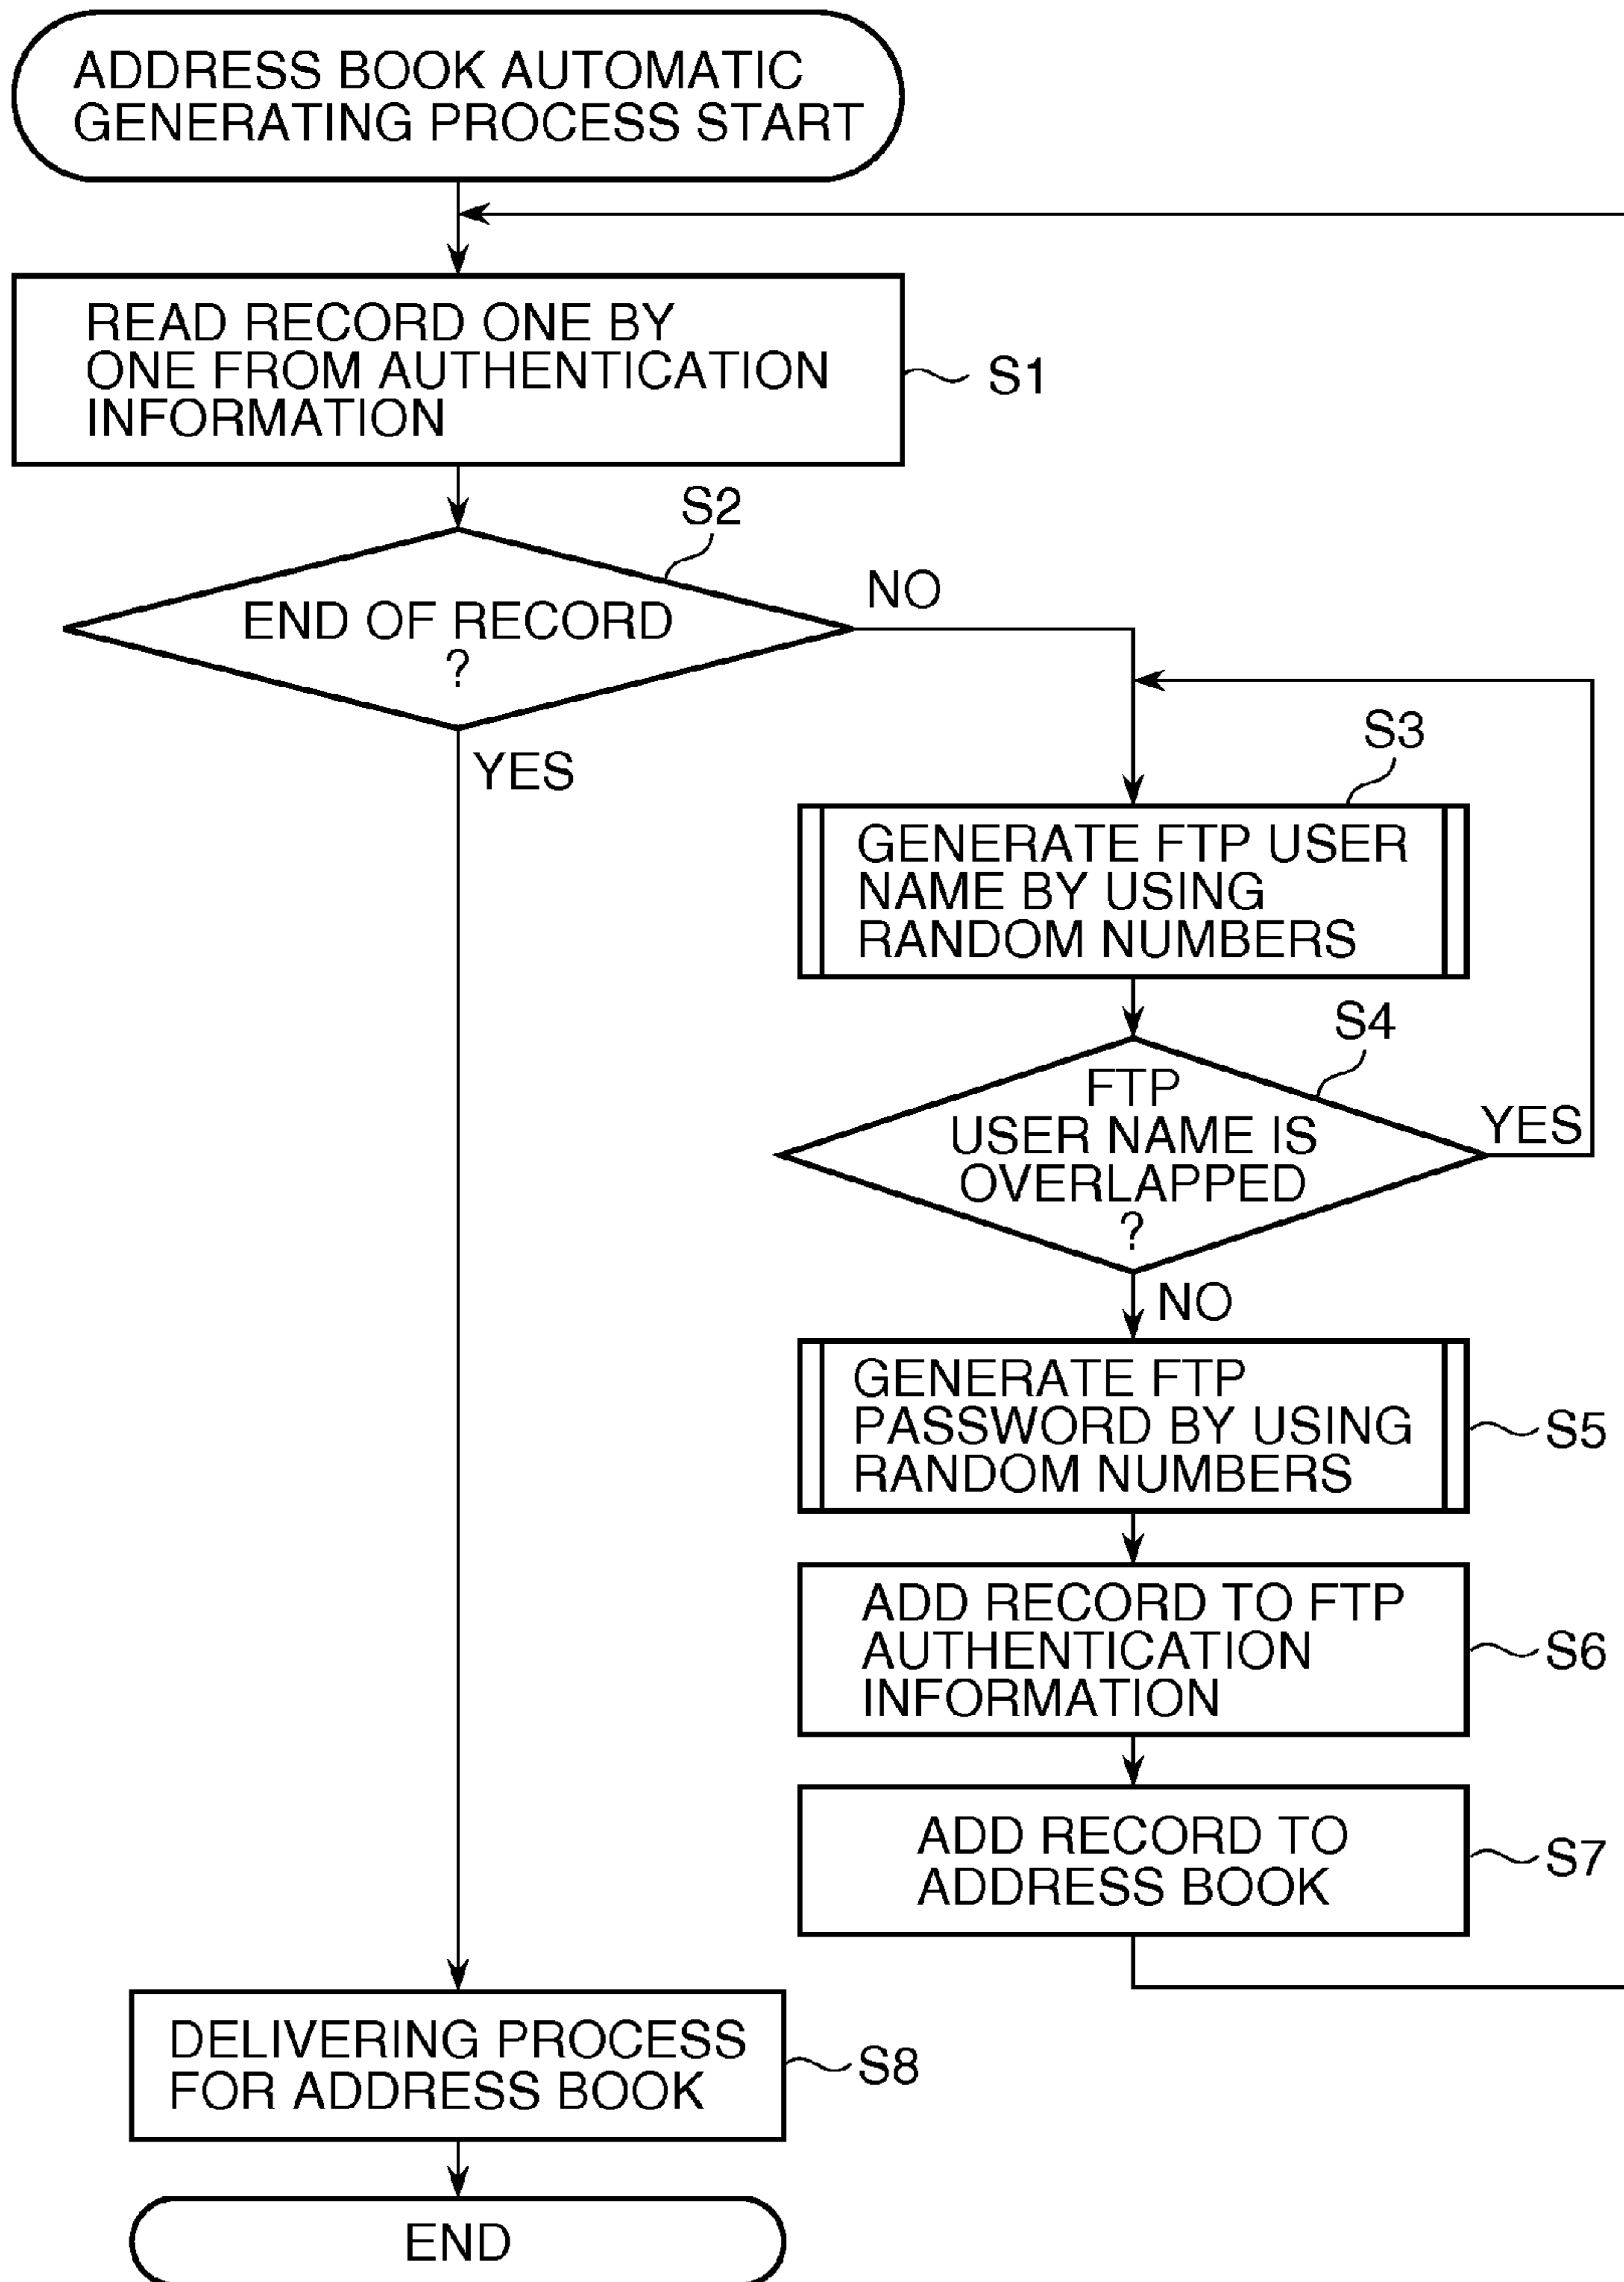 ADDRESS BOOK AUTOMATIC
GENERATING PROCESS START
READ RECORD ONE BY
ONE FROM AUTHENTICATION
INFORMATION
S1
S2
END OF RECORD
?
NO
YES
S3
GENERATE FTP USER
NAME BY USING
RANDOM NUMBERS
S4
FTP
USER NAME IS
OVERLAPPED
?
YES
NO
GENERATE FTP
PASSWORD BY USING
RANDOM NUMBERS
S5
ADD RECORD TO FTP
AUTHENTICATION
INFORMATION
S6
ADD RECORD TO
ADDRESS BOOK
S7
DELIVERING PROCESS
FOR ADDRESS BOOK
S8
END